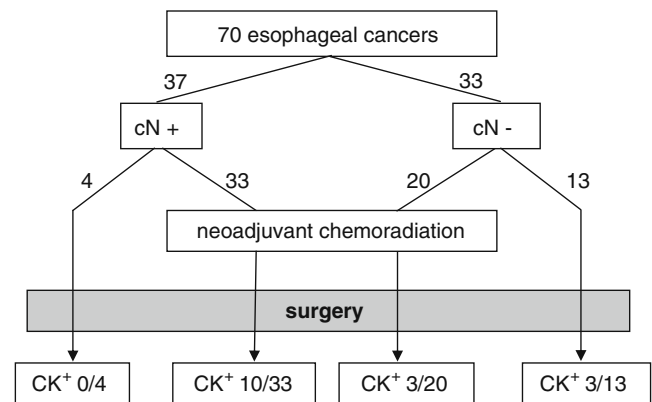 70 esophageal cancers
37 33
cN + cN -
4 33 20 13
neoadjuvant chemoradiation
surgery
CK⁺ 0/4 CK⁺ 10/33 CK⁺ 3/20 CK⁺ 3/13